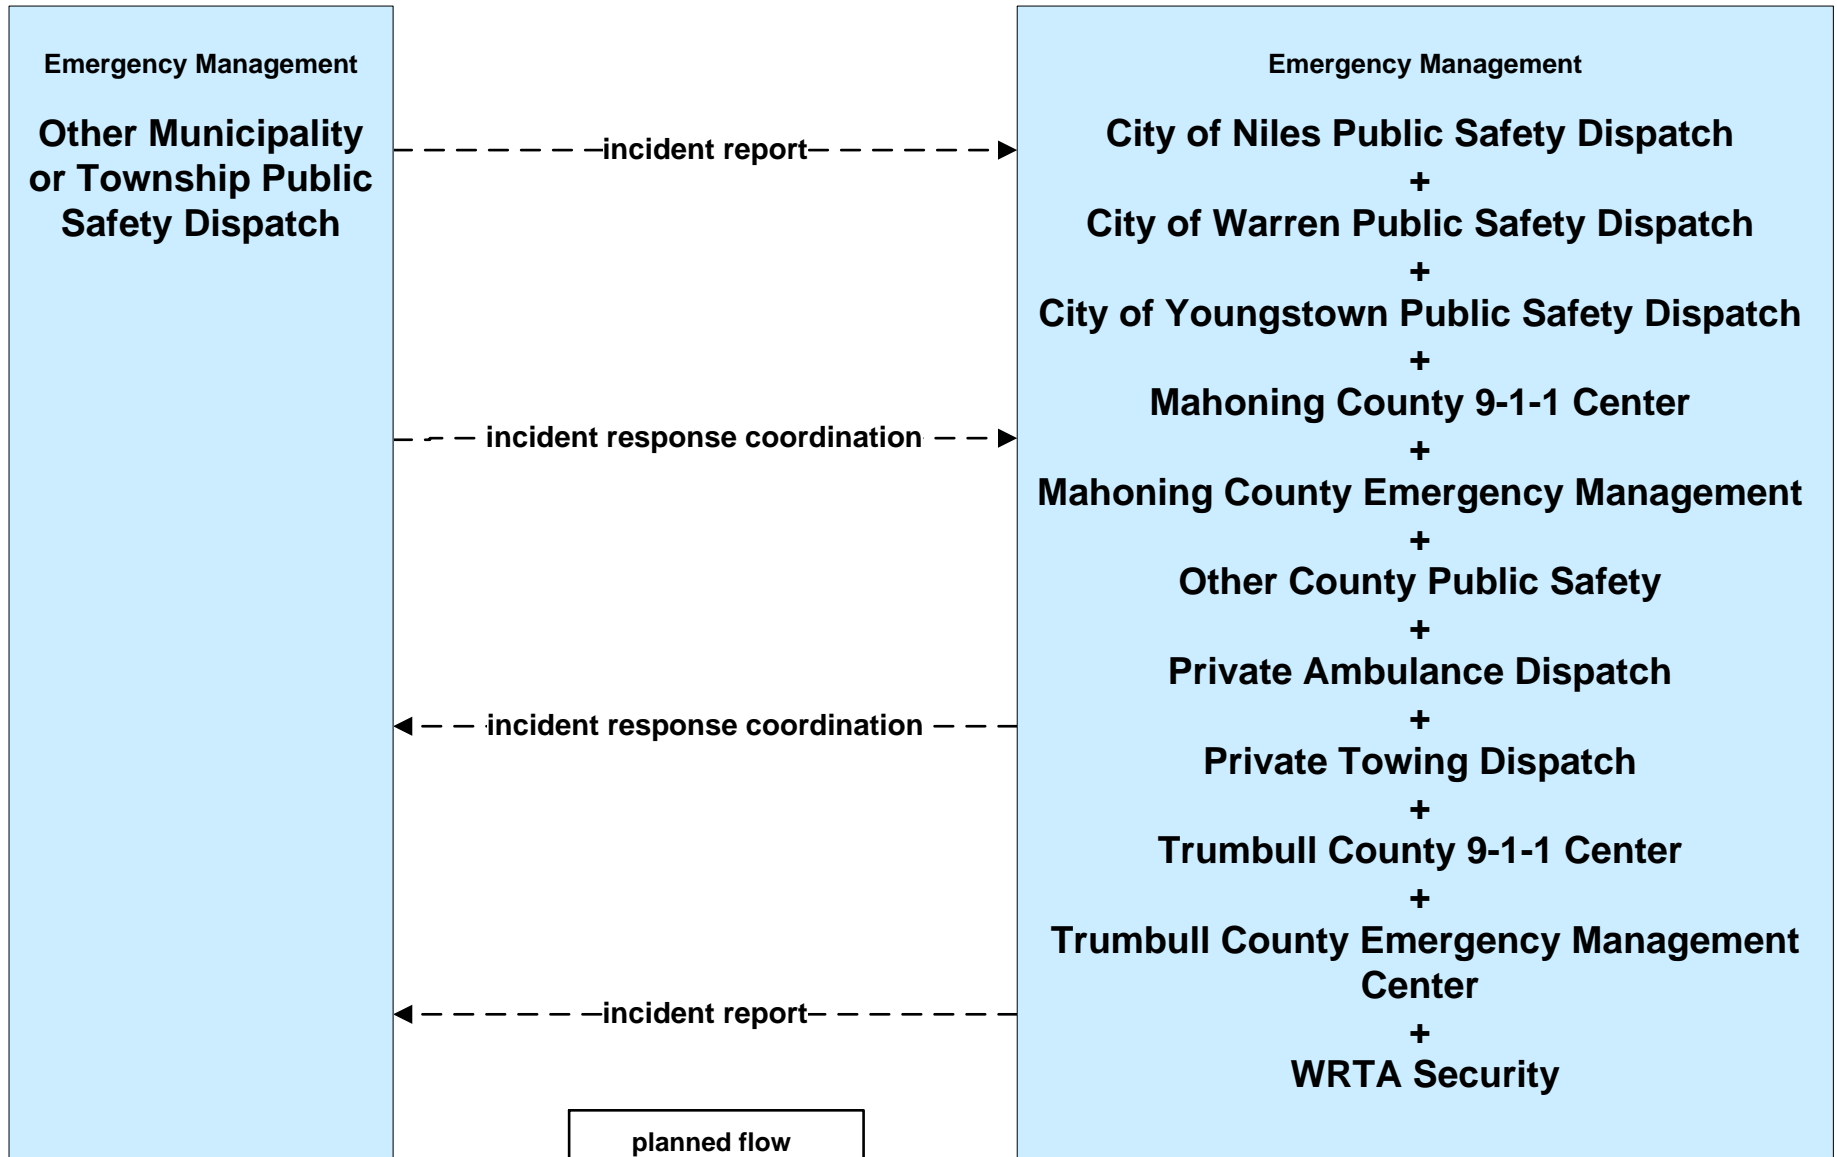 Emergency Management
Other Municipality
or Township Public
Safety Dispatch
incident report
incident response coordination
incident response coordination
incident report
planned flow
Emergency Management
City of Niles Public Safety Dispatch
+
City of Warren Public Safety Dispatch
+
City of Youngstown Public Safety Dispatch
+
Mahoning County 9-1-1 Center
+
Mahoning County Emergency Management
+
Other County Public Safety
+
Private Ambulance Dispatch
+
Private Towing Dispatch
+
Trumbull County 9-1-1 Center
+
Trumbull County Emergency Management
Center
+
WRTA Security